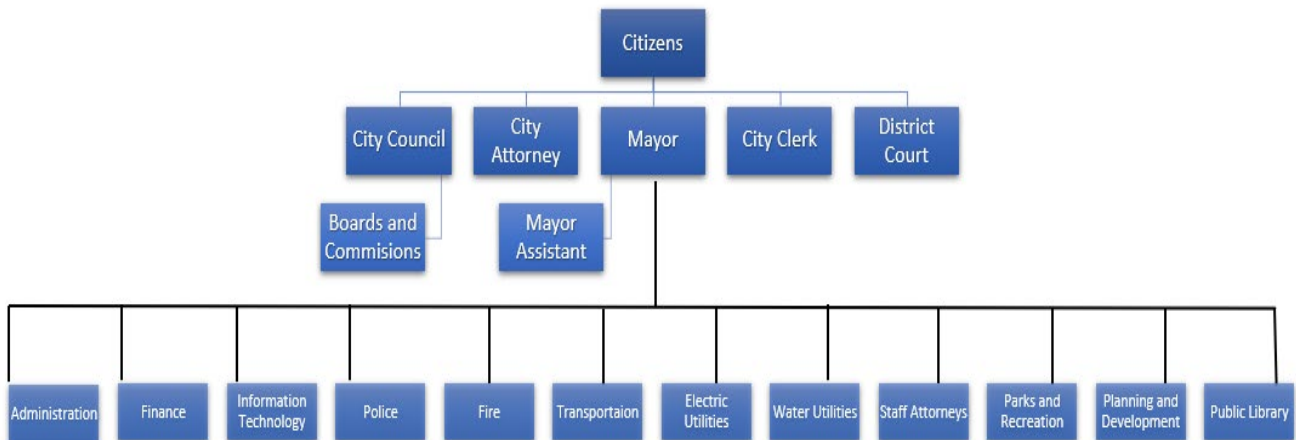 Citizens
City Council
City
Attorney
Mayor
City Clerk
District
Court
Boards and
Commisions
Mayor
Assistant
Administration
Finance
Information
Technology
Police
Fire
Transportaion
Electric
Utilities
Water Utilities
Staff Attorneys
Parks and
Recreation
Planning and
Development
Public Library